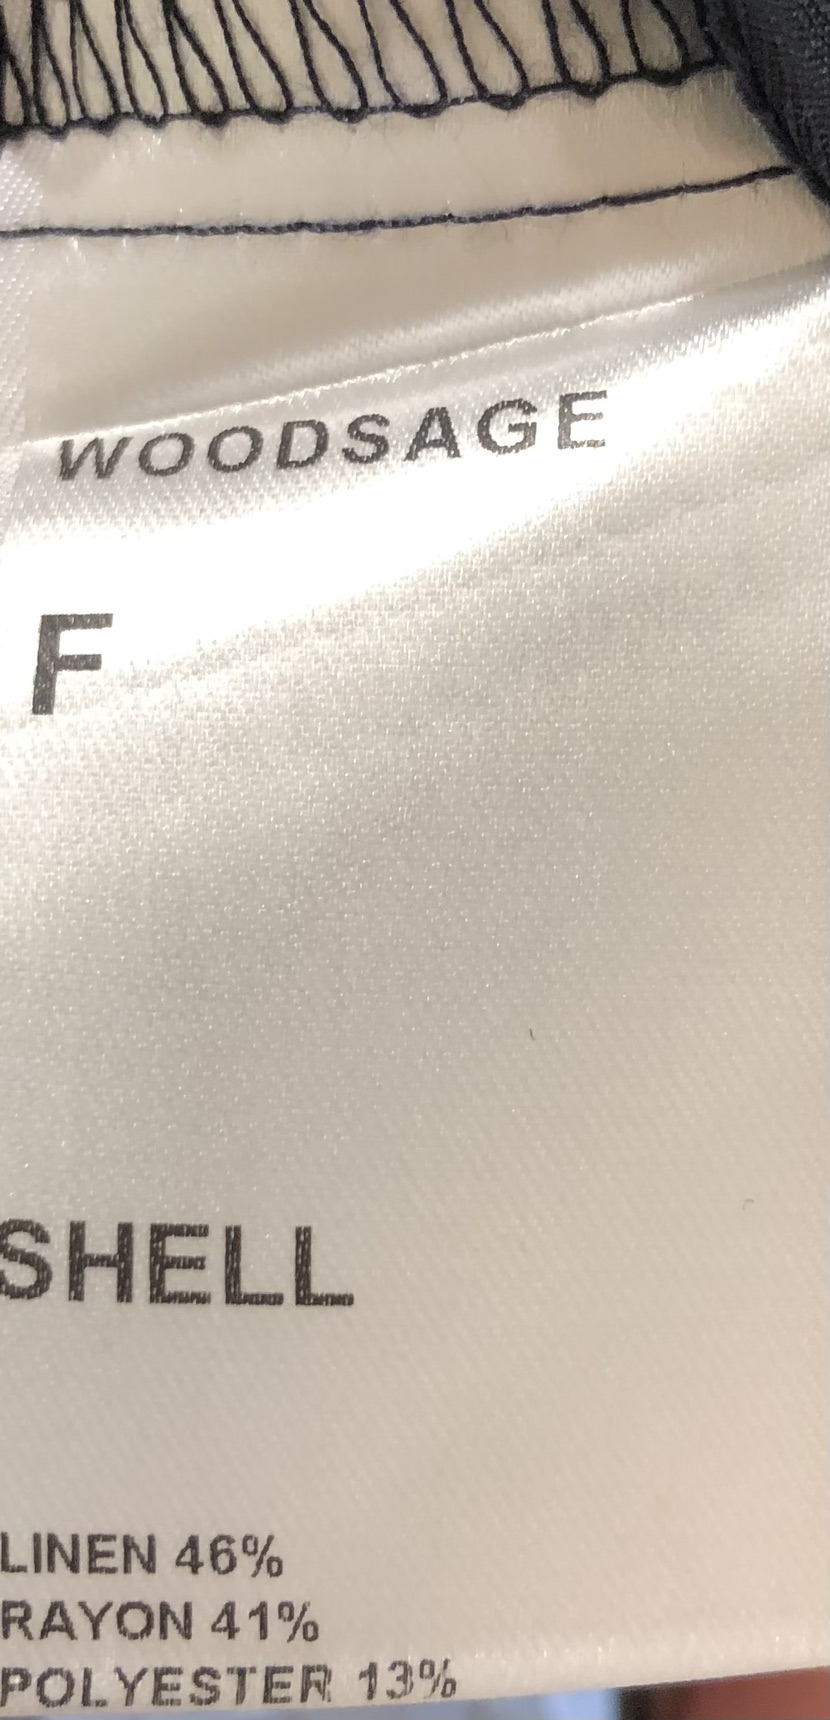 WOODSAGE
F
SHELL
LINEN 46%
RAYON 41%
POLYESTER 13%